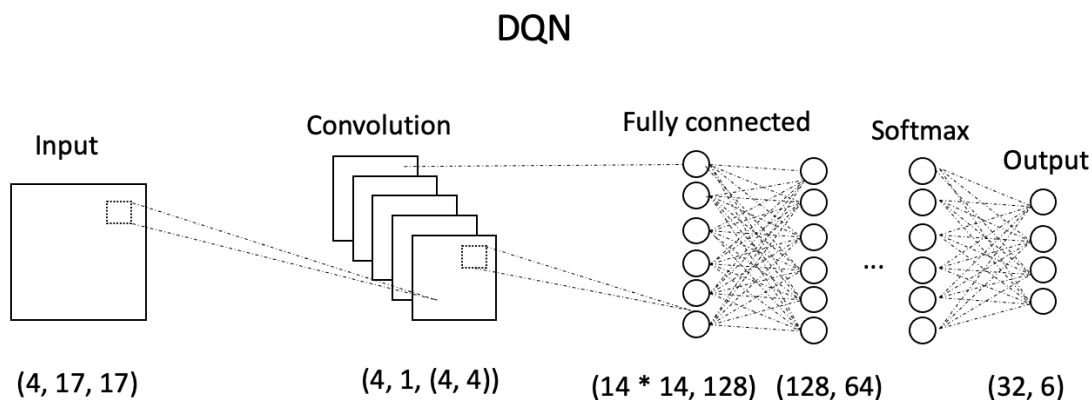 DQN
Input
Convolution
Fully connected
Softmax
Output
...
(4, 17, 17)
(4, 1, (4, 4))
(14 * 14, 128)
(128, 64)
(32, 6)